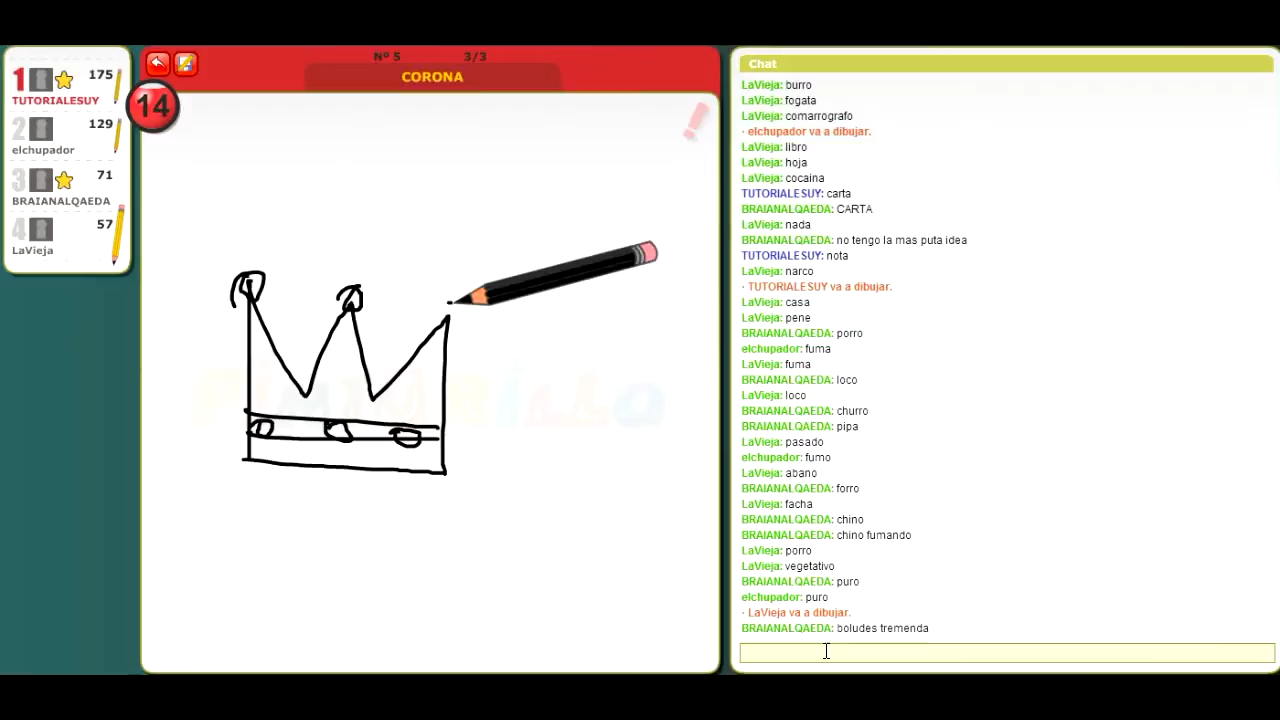 1 175
TUTORIALESUY
2 129
elchupador
3 71
BRAIANALQAEDA
4 57
LaVieja
14
Nº 5 3/3
CORONA
Chat
LaVieja: burro
LaVieja: fogata
LaVieja: comarrografo
· elchupador va a dibujar.
LaVieja: libro
LaVieja: hoja
LaVieja: cocaina
TUTORIALESUY: carta
BRAIANALQAEDA: CARTA
LaVieja: nada
BRAIANALQAEDA: no tengo la mas puta idea
TUTORIALESUY: nota
LaVieja: narco
· TUTORIALESUY va a dibujar.
LaVieja: casa
LaVieja: pene
BRAIANALQAEDA: porro
elchupador: fuma
LaVieja: fuma
BRAIANALQAEDA: loco
LaVieja: loco
BRAIANALQAEDA: churro
BRAIANALQAEDA: pipa
LaVieja: pasado
elchupador: fumo
LaVieja: abano
BRAIANALQAEDA: forro
LaVieja: facha
BRAIANALQAEDA: chino
BRAIANALQAEDA: chino fumando
LaVieja: porro
LaVieja: vegetativo
BRAIANALQAEDA: puro
elchupador: puro
· LaVieja va a dibujar.
BRAIANALQAEDA: boludes tremenda